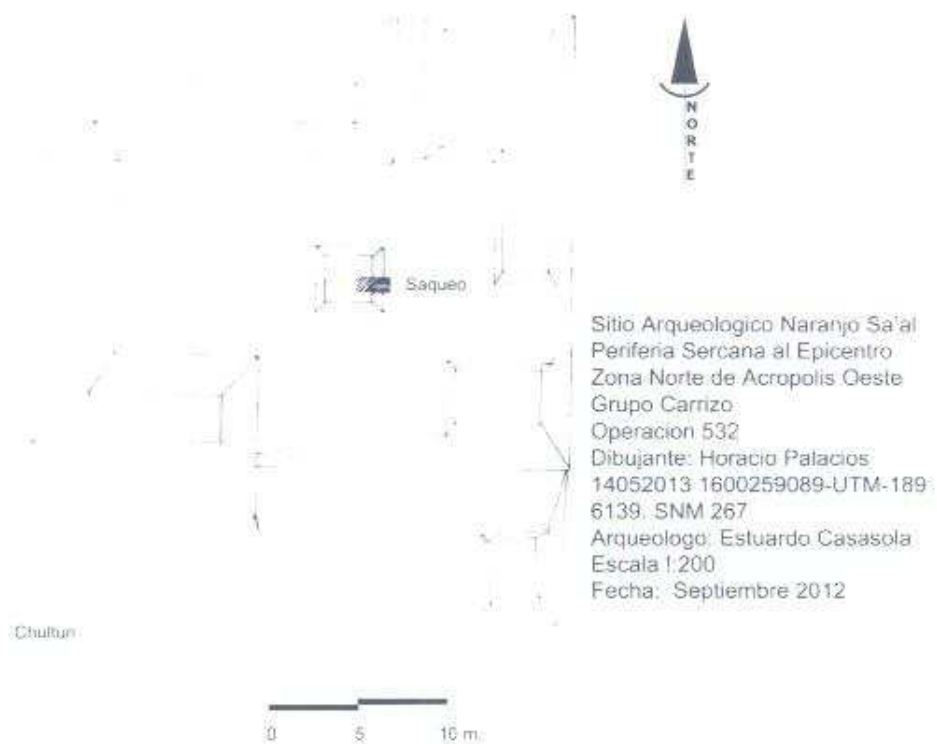 NORTE
Saqueo
Sitio Arqueologico Naranjo Sa'al
Periferia Sercana al Epicentro
Zona Norte de Acropolis Oeste
Grupo Carrizo
Operacion 532
Dibujante: Horacio Palacios
14052013 1600259089-UTM-189
6139. SNM 267
Arqueologo: Estuardo Casasola
Escala !:200
Fecha: Septiembre 2012
Chultun
0 5 10 m.